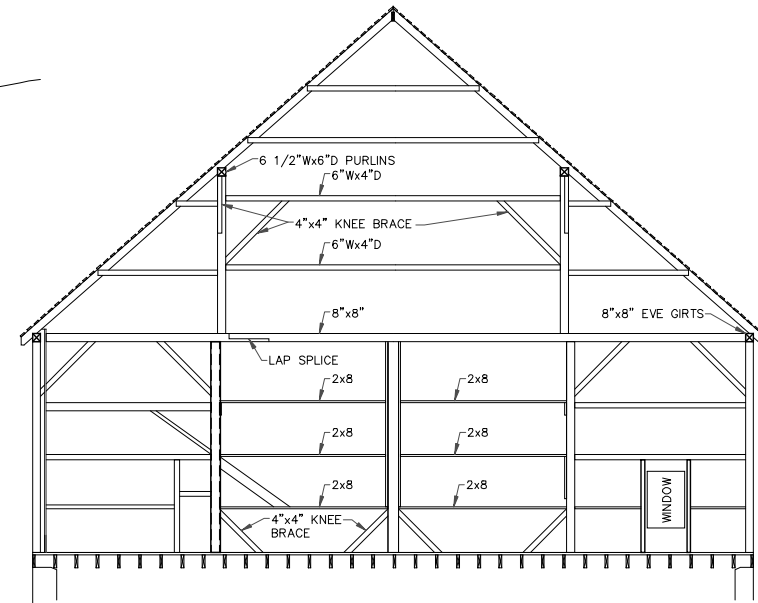 6 1/2"Wx6"D PURLINS
6"Wx4"D
4"x4" KNEE BRACE
6"Wx4"D
8"x8"
8"x8" EVE GIRTS
LAP SPLICE
2x8
2x8
2x8
2x8
2x8
2x8
WINDOW
4"x4" KNEE
BRACE